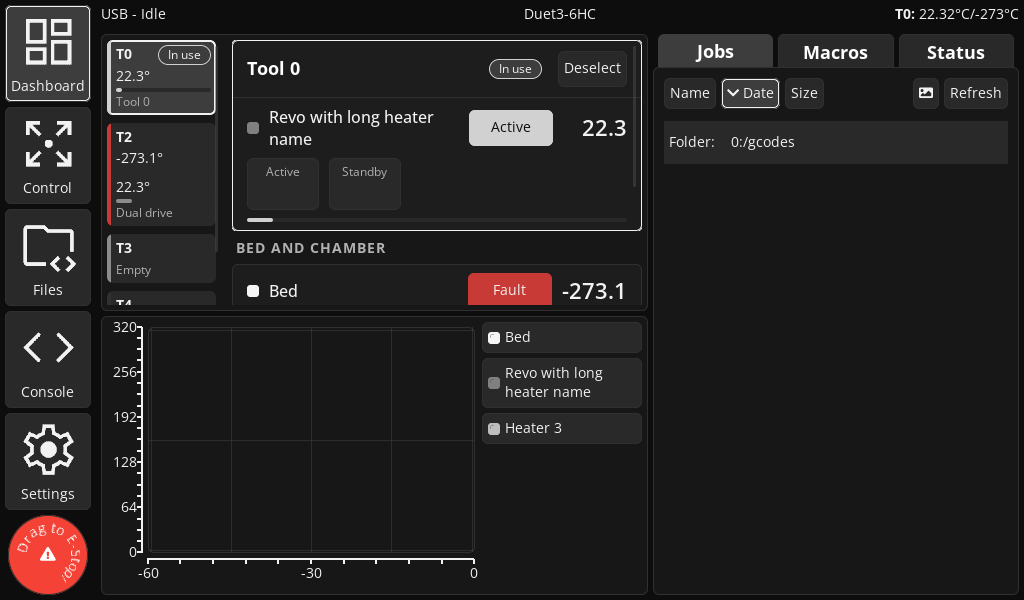 USB - Idle
Duet3-6HC
T0: 22.32°C/-273°C
Dashboard
Control
Files
Console
Settings
Drag to E-Stop!
T0
In use
22.3°
Tool 0
T2
-273.1°
22.3°
Dual drive
T3
Empty
T4
Tool 0
In use
Deselect
Revo with long heater
name
Active
22.3
Active
Standby
BED AND CHAMBER
Bed
Fault
-273.1
320
256
192
128
64
0
-60
-30
0
Bed
Revo with long
heater name
Heater 3
Jobs
Macros
Status
Name
Date
Size
Refresh
Folder: 0:/gcodes